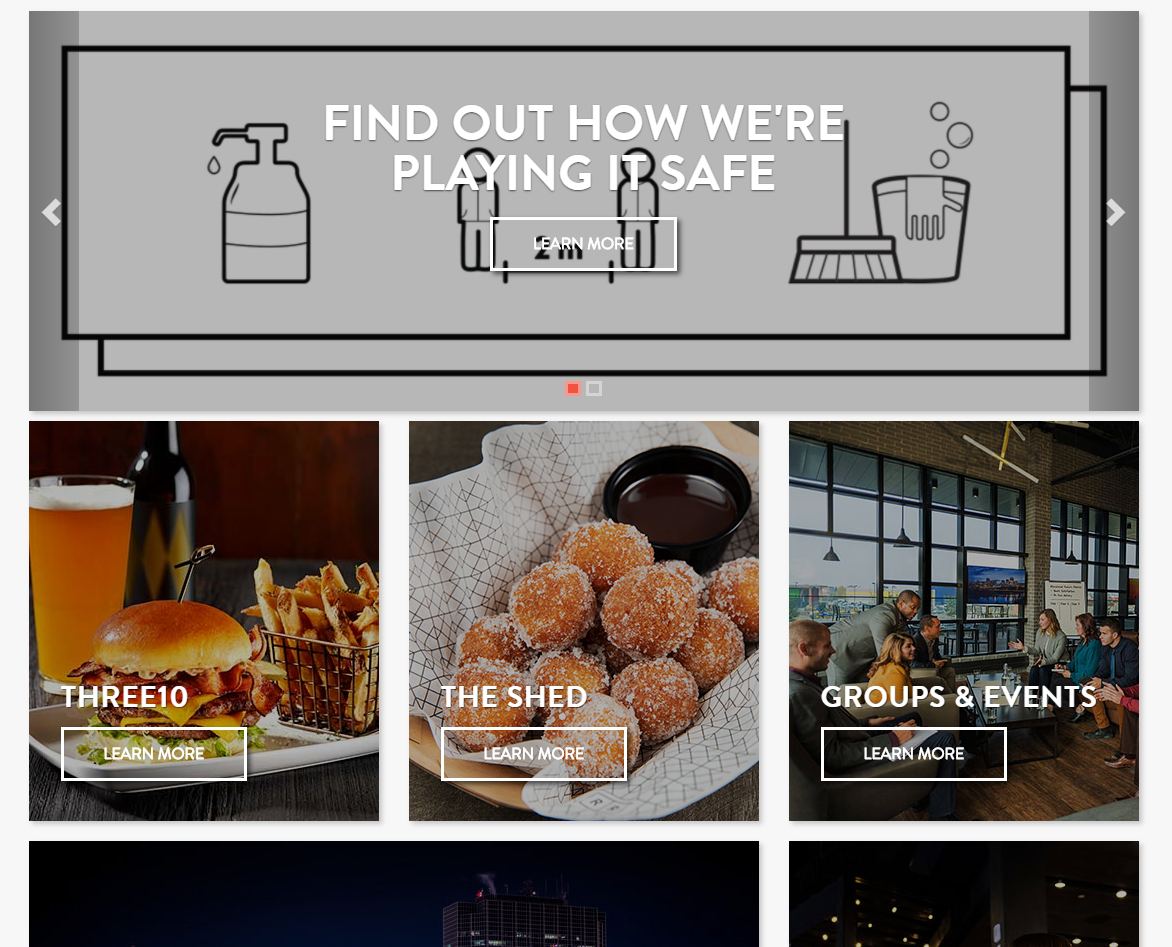 FIND OUT HOW WE'RE
PLAYING IT SAFE
2 m
LEARN MORE
THREE10
LEARN MORE
THE SHED
LEARN MORE
GROUPS & EVENTS
LEARN MORE